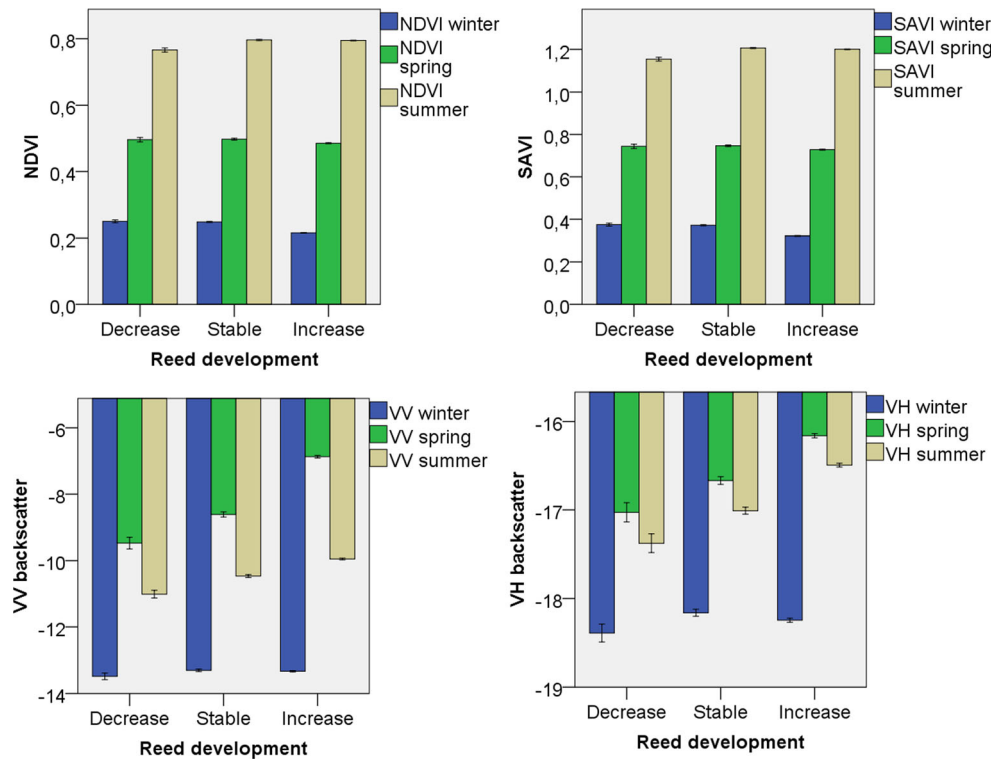 NDVI
0,8
0,6
0,4
0,2
0,0
Decrease Stable Increase
Reed development
NDVI winter
NDVI
spring
NDVI
summer
SAVI
1,2
1,0
0,8
0,6
0,4
0,2
0,0
Decrease Stable Increase
Reed development
SAVI winter
SAVI spring
SAVI
summer
VV backscatter
-6
-8
-10
-12
-14
Decrease Stable Increase
Reed development
VV winter
VV spring
VV summer
VH backscatter
-16
-17
-18
-19
Decrease Stable Increase
Reed development
VH winter
VH spring
VH summer